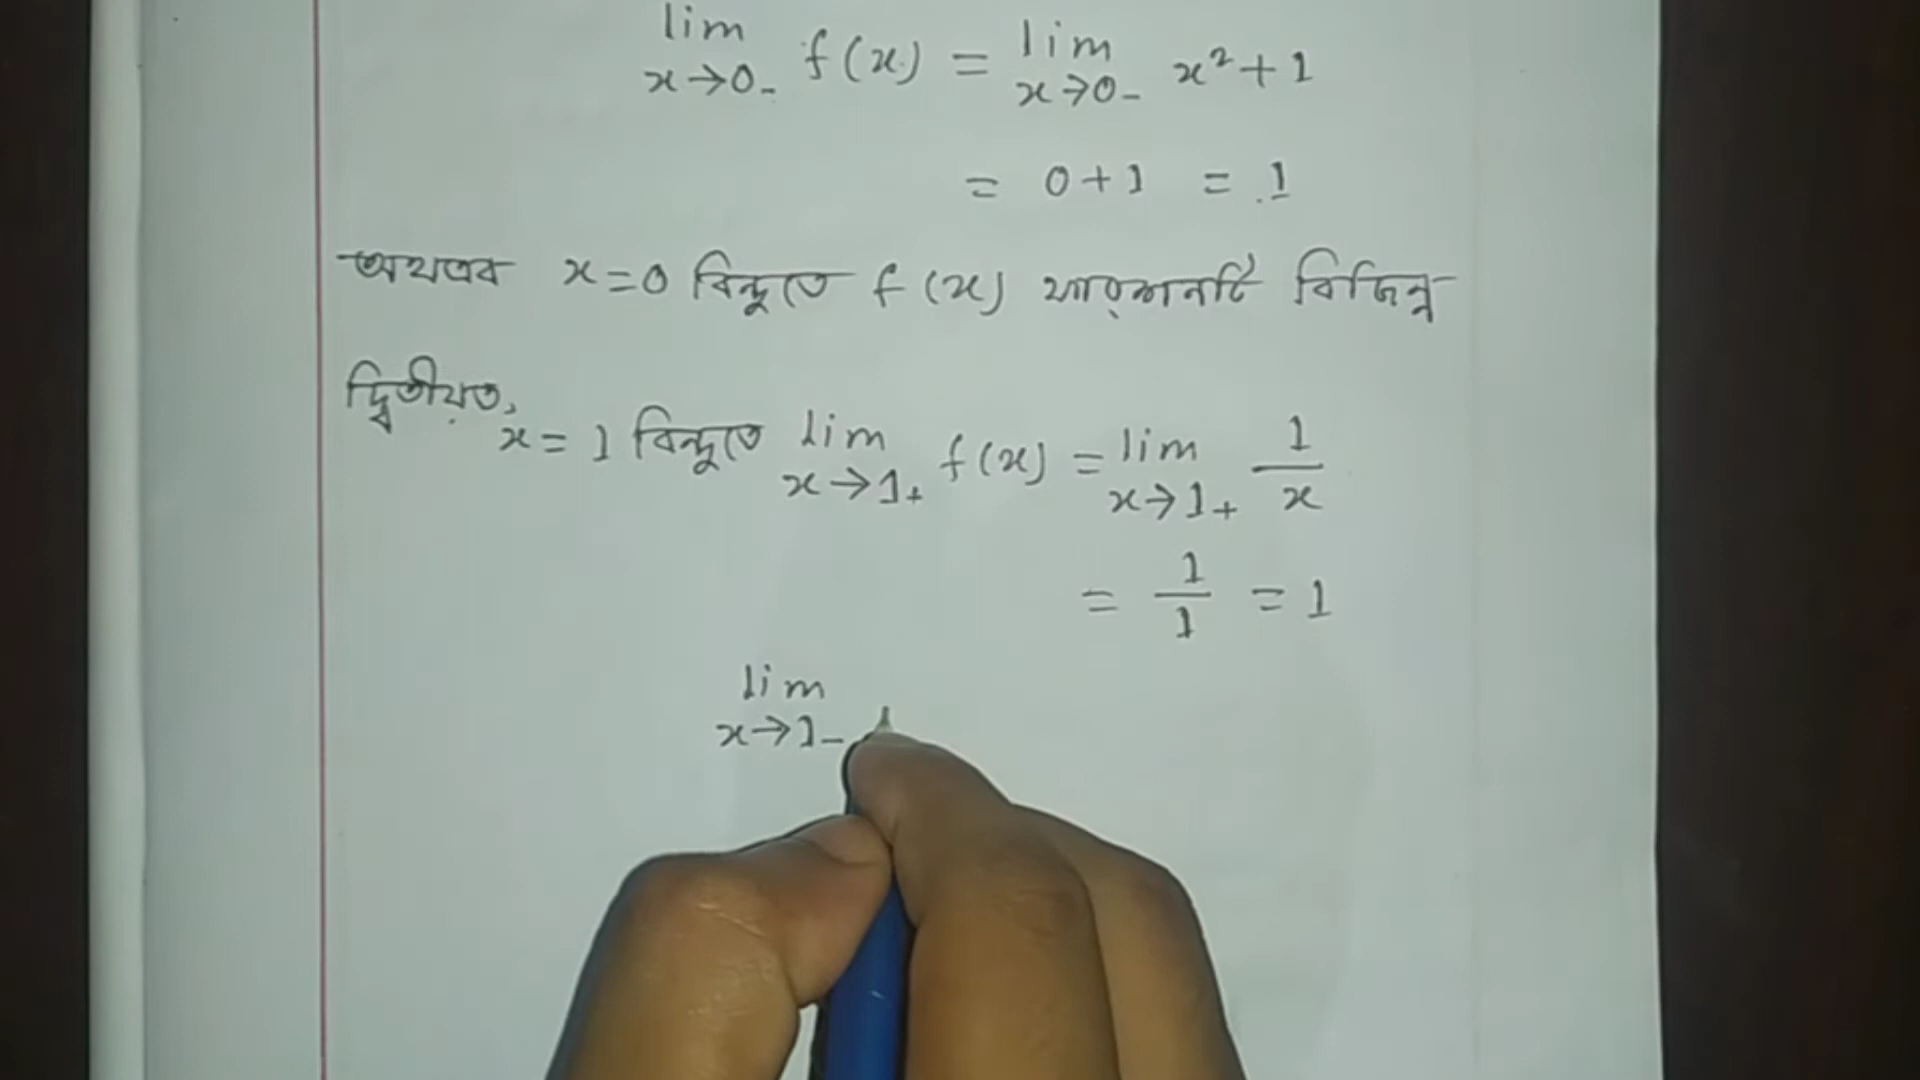 lim x→0- f(x) = lim x→0- x² + 1
= 0+1 = 1
অতএব x=0 বিন্দুতে f(x) ফাংশনটি বিচ্ছিন্ন
দ্বিতীয়ত,
x = 1 বিন্দুতে lim x→1+ f(x) = lim x→1+ 1/x
= 1/1 = 1
lim x→1-